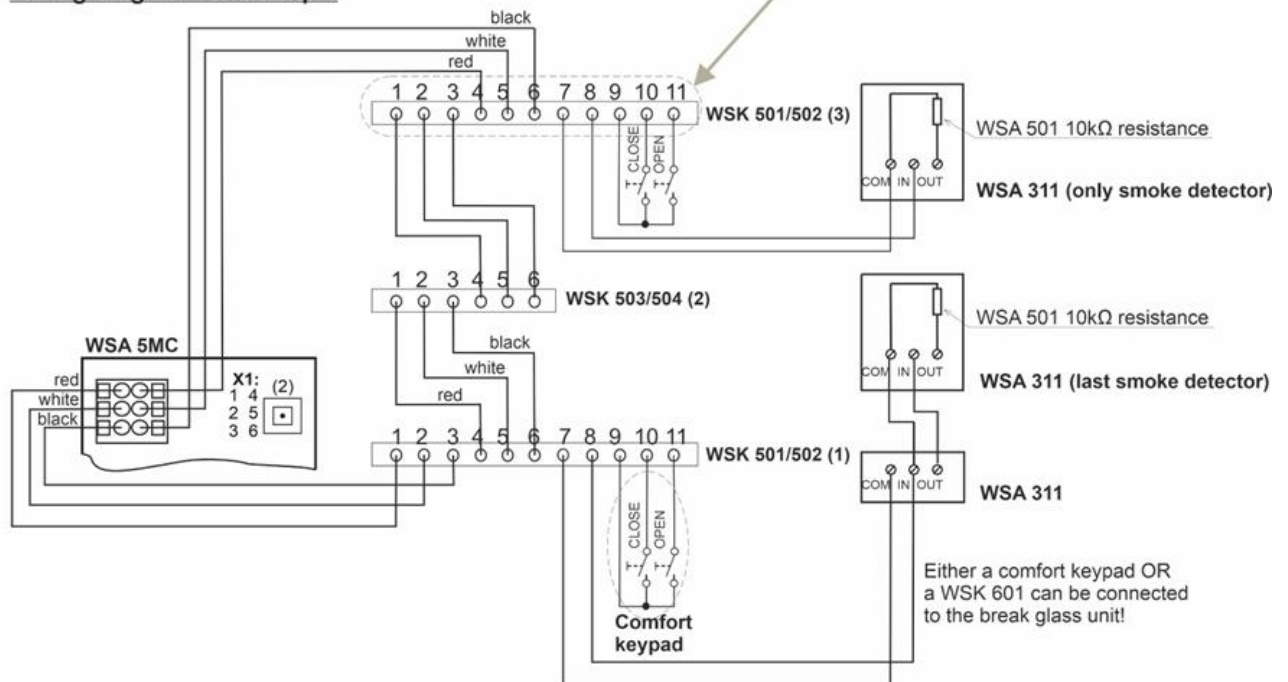 black
white
red
1 2 3 4 5 6 7 8 9 10 11
WSK 501/502 (3)
CLOSE
OPEN
WSA 501 10kΩ resistance
COM IN OUT
WSA 311 (only smoke detector)
1 2 3 4 5 6
WSK 503/504 (2)
WSA 501 10kΩ resistance
COM IN OUT
WSA 311 (last smoke detector)
black
white
red
WSA 5MC
red
white
black
X1:
1 4
2 5
3 6
(2)
1 2 3 4 5 6 7 8 9 10 11
WSK 501/502 (1)
COM IN OUT
WSA 311
CLOSE
OPEN
Comfort
keypad
Either a comfort keypad OR
a WSK 601 can be connected
to the break glass unit!